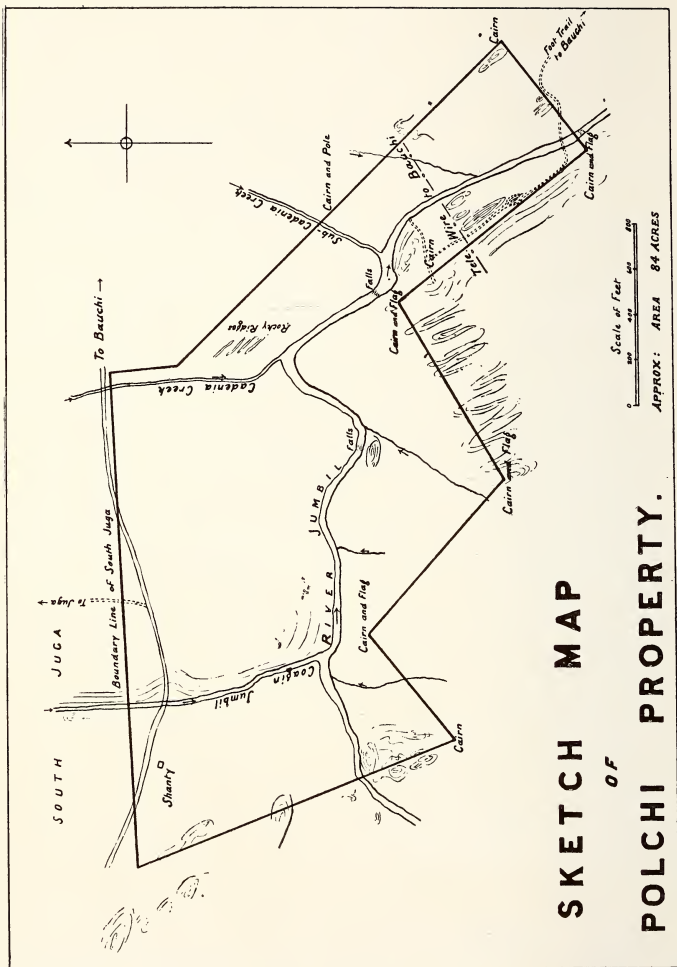 SOUTH JUGA
Boundary Line of South Juga
To Juga
To Bauchi →
Shanty
Jumbil Coagin
RIVER JUMBIL
Falls
Cadenia Creek
Rocky Ridges
Sub-Cadenia Creek
Cairn and Pole
Falls
to Bauchi
Tele. Wire
Cairn
Cairn
Foot Trail
to Bauchi
Cairn and Flag
Cairn and Flag
Cairn and Flag
Cairn and Flag
Cairn
Scale of Feet
0 200 400 600 800
APPROX: AREA 84 ACRES
SKETCH MAP
OF
POLCHI PROPERTY.